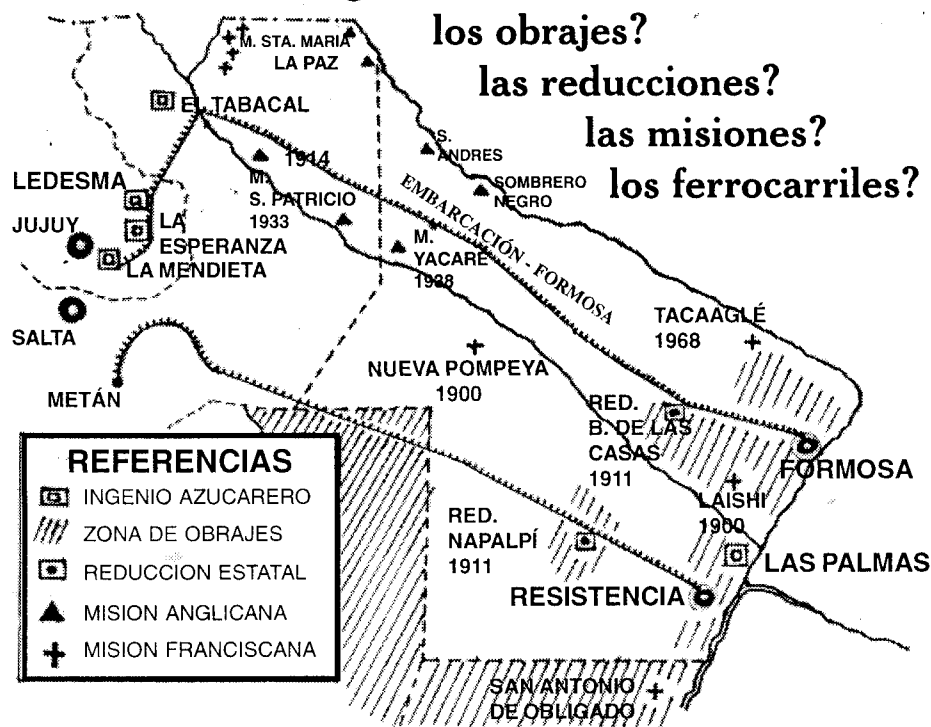 los obrajes?
las reducciones?
las misiones?
los ferrocarriles?
M. STA. MARIA
LA PAZ
EL TABACAL
S.
ANDRES
1914
M.
S. PATRICIO
1933
SOMBRERO
NEGRO
LEDESMA
JUJUY
LA
ESPERANZA
LA MENDIETA
M.
YACARÉ
1938
EMBARCACIÓN - FORMOSA
SALTA
TACAAGLÉ
1968
METÁN
NUEVA POMPEYA
1900
RED.
B. DE LAS
CASAS
1911
FORMOSA
LAISHI
1900
RED.
NAPALPÍ
1911
LAS PALMAS
RESISTENCIA
SAN ANTONIO
DE OBLIGADO
REFERENCIAS
INGENIO AZUCARERO
ZONA DE OBRAJES
REDUCCION ESTATAL
MISION ANGLICANA
MISION FRANCISCANA